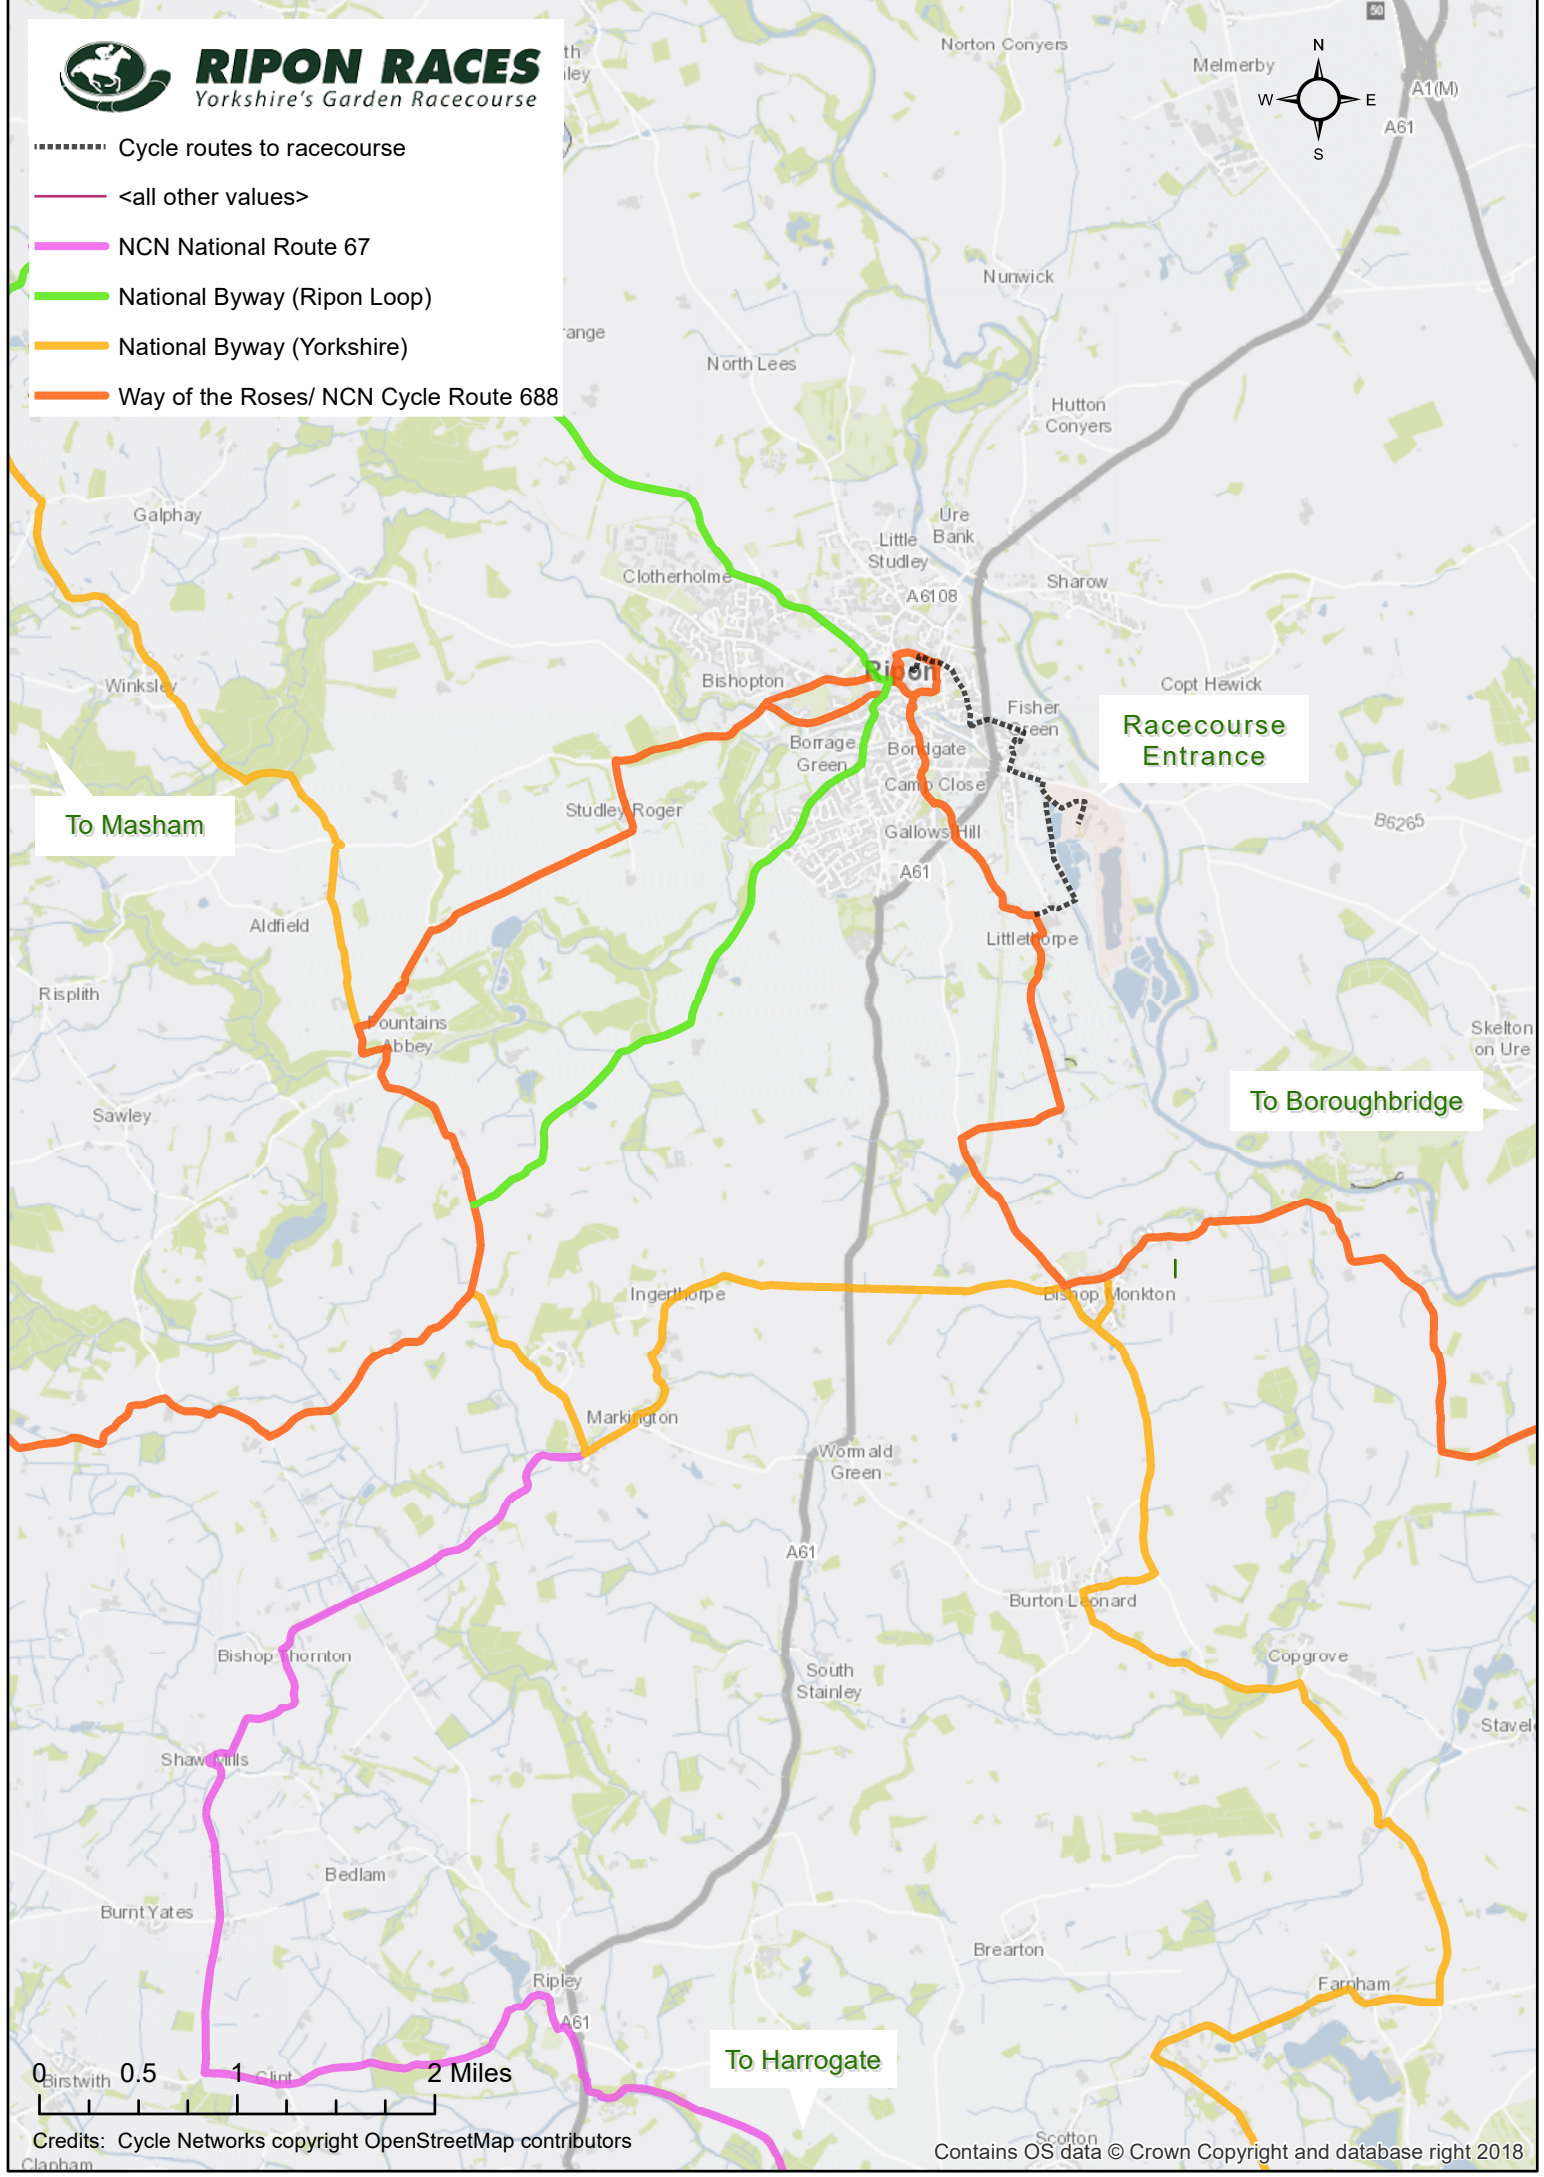 RIPON RACES
Yorkshire's Garden Racecourse
Cycle routes to racecourse
<all other values>
NCN National Route 67
National Byway (Ripon Loop)
National Byway (Yorkshire)
Way of the Roses/ NCN Cycle Route 688
50
Norton Conyers
Melmerby
N
W
E
S
A1(M)
A61
th
ley
Nunwick
range
North Lees
Hutton
Conyers
Galphay
Ure
Bank
Little
Studley
Clotherholme
Sharow
A6108
Ripon
Winksley
Bishopton
Copt Hewick
Fisher
Green
Racecourse
Entrance
Borrage
Green
Bondgate
Camp Close
To Masham
Studley Roger
Gallows Hill
B6265
A61
Aldfield
Littlethorpe
Risplith
Fountains
Abbey
Skelton
on Ure
Sawley
To Boroughbridge
Ingerthorpe
Bishop Monkton
Markington
Wormald
Green
A61
Burton Leonard
Bishop Thornton
Copgrove
South
Stainley
Stavel
Shaw Mills
Bedlam
Burnt Yates
Brearton
Ripley
Farnham
A61
To Harrogate
0 0.5 1 2 Miles
Birstwith
Clint
Scotton
Credits: Cycle Networks copyright OpenStreetMap contributors
Contains OS data © Crown Copyright and database right 2018
Clapham